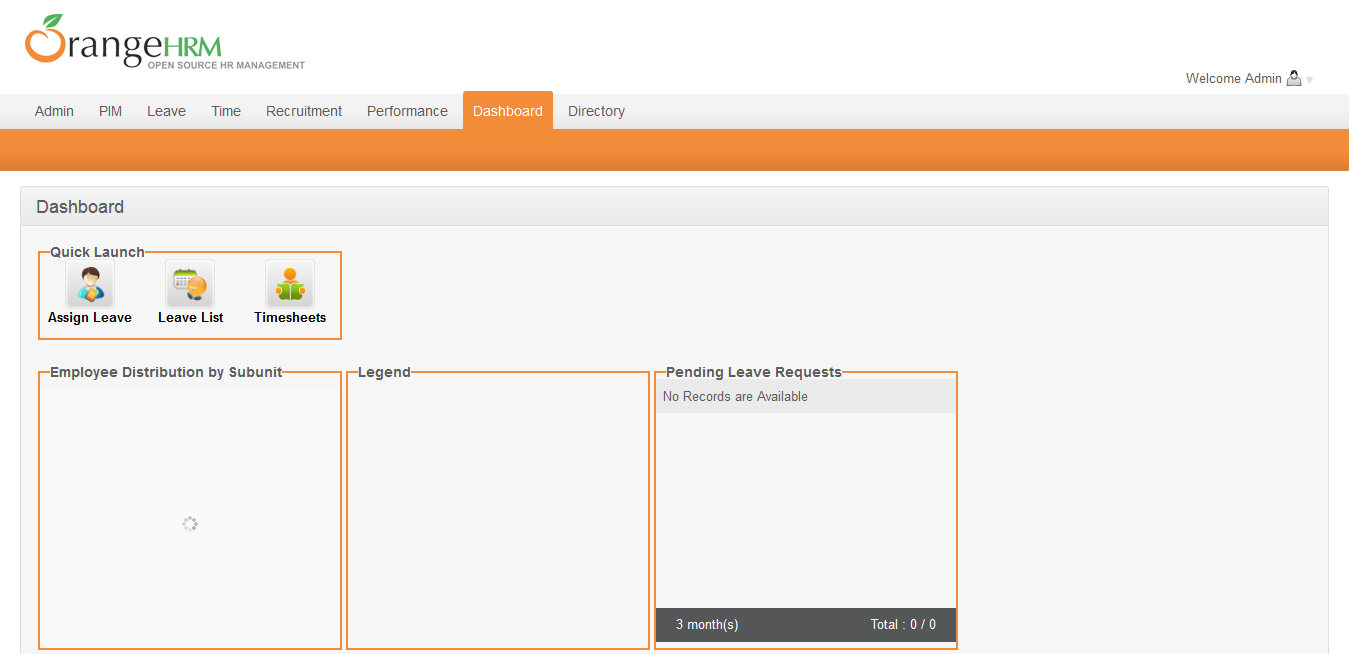 OrangeHRM
OPEN SOURCE HR MANAGEMENT
Welcome Admin
Admin PIM Leave Time Recruitment Performance Dashboard Directory
Dashboard
Quick Launch
Assign Leave Leave List Timesheets
Employee Distribution by Subunit Legend Pending Leave Requests
No Records are Available
3 month(s) Total : 0 / 0